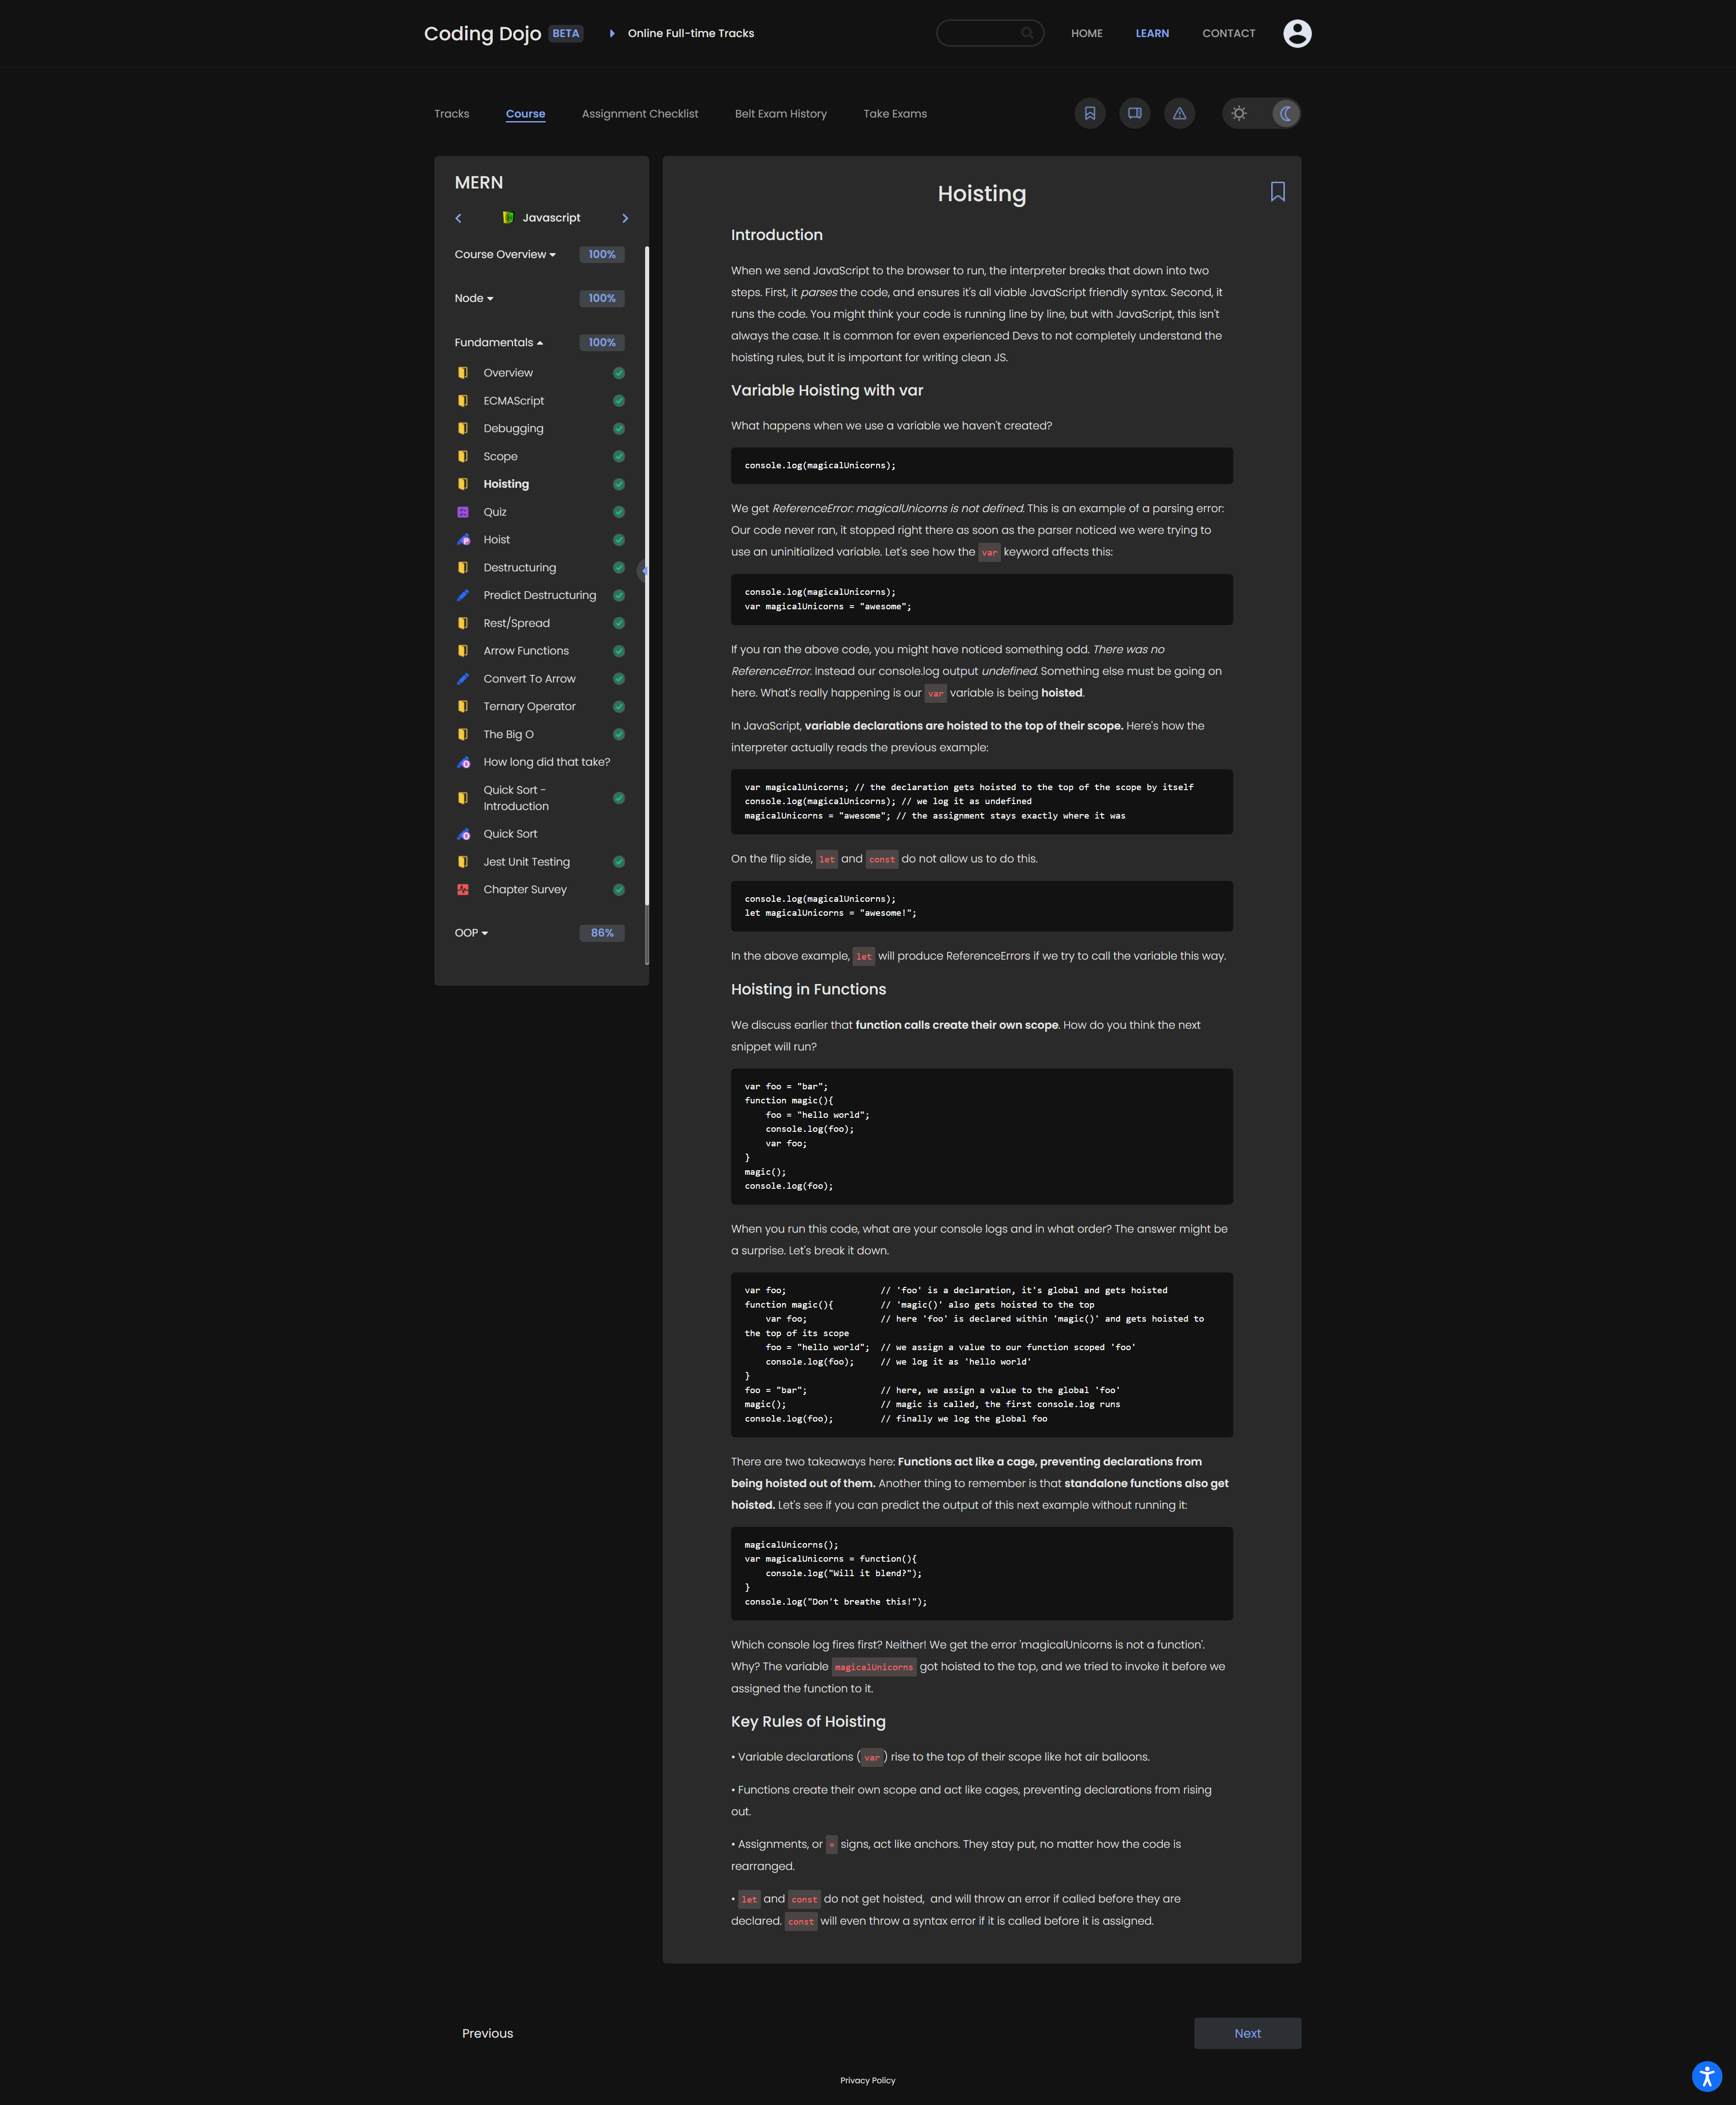 Coding Dojo BETA
Online Full-time Tracks
HOME
LEARN
CONTACT
Tracks
Course
Assignment Checklist
Belt Exam History
Take Exams
MERN
Javascript
Course Overview 100%
Node 100%
Fundamentals 100%
Overview
ECMAScript
Debugging
Scope
Hoisting
Quiz
Hoist
Destructuring
Predict Destructuring
Rest/Spread
Arrow Functions
Convert To Arrow
Ternary Operator
The Big O
How long did that take?
Quick Sort -
Introduction
Quick Sort
Jest Unit Testing
Chapter Survey
OOP 86%
Hoisting
Introduction
When we send JavaScript to the browser to run, the interpreter breaks that down into two
steps. First, it parses the code, and ensures it's all viable JavaScript friendly syntax. Second, it
runs the code. You might think your code is running line by line, but with JavaScript, this isn't
always the case. It is common for even experienced Devs to not completely understand the
hoisting rules, but it is important for writing clean JS.
Variable Hoisting with var
What happens when we use a variable we haven't created?
console.log(magicalUnicorns);
We get ReferenceError: magicalUnicorns is not defined. This is an example of a parsing error:
Our code never ran, it stopped right there as soon as the parser noticed we were trying to
use an uninitialized variable. Let's see how the var keyword affects this:
console.log(magicalUnicorns);
var magicalUnicorns = "awesome";
If you ran the above code, you might have noticed something odd. There was no
ReferenceError. Instead our console.log output undefined. Something else must be going on
here. What's really happening is our var variable is being hoisted.
In JavaScript, variable declarations are hoisted to the top of their scope. Here's how the
interpreter actually reads the previous example:
var magicalUnicorns; // the declaration gets hoisted to the top of the scope by itself
console.log(magicalUnicorns); // we log it as undefined
magicalUnicorns = "awesome"; // the assignment stays exactly where it was
On the flip side, let and const do not allow us to do this.
console.log(magicalUnicorns);
let magicalUnicorns = "awesome!";
In the above example, let will produce ReferenceErrors if we try to call the variable this way.
Hoisting in Functions
We discuss earlier that function calls create their own scope. How do you think the next
snippet will run?
var foo = "bar";
function magic(){
foo = "hello world";
console.log(foo);
var foo;
}
magic();
console.log(foo);
When you run this code, what are your console logs and in what order? The answer might be
a surprise. Let's break it down.
var foo; // 'foo' is a declaration, it's global and gets hoisted
function magic(){ // 'magic()' also gets hoisted to the top
var foo; // here 'foo' is declared within 'magic()' and gets hoisted to
the top of its scope
foo = "hello world"; // we assign a value to our function scoped 'foo'
console.log(foo); // we log it as 'hello world'
}
foo = "bar"; // here, we assign a value to the global 'foo'
magic(); // magic is called, the first console.log runs
console.log(foo); // finally we log the global foo
There are two takeaways here: Functions act like a cage, preventing declarations from
being hoisted out of them. Another thing to remember is that standalone functions also get
hoisted. Let's see if you can predict the output of this next example without running it:
magicalUnicorns();
var magicalUnicorns = function(){
console.log("Will it blend?");
}
console.log("Don't breathe this!");
Which console log fires first? Neither! We get the error 'magicalUnicorns is not a function'.
Why? The variable magicalUnicorns got hoisted to the top, and we tried to invoke it before we
assigned the function to it.
Key Rules of Hoisting
• Variable declarations (var) rise to the top of their scope like hot air balloons.
• Functions create their own scope and act like cages, preventing declarations from rising
out.
• Assignments, or = signs, act like anchors. They stay put, no matter how the code is
rearranged.
• let and const do not get hoisted, and will throw an error if called before they are
declared. const will even throw a syntax error if it is called before it is assigned.
Previous
Next
Privacy Policy